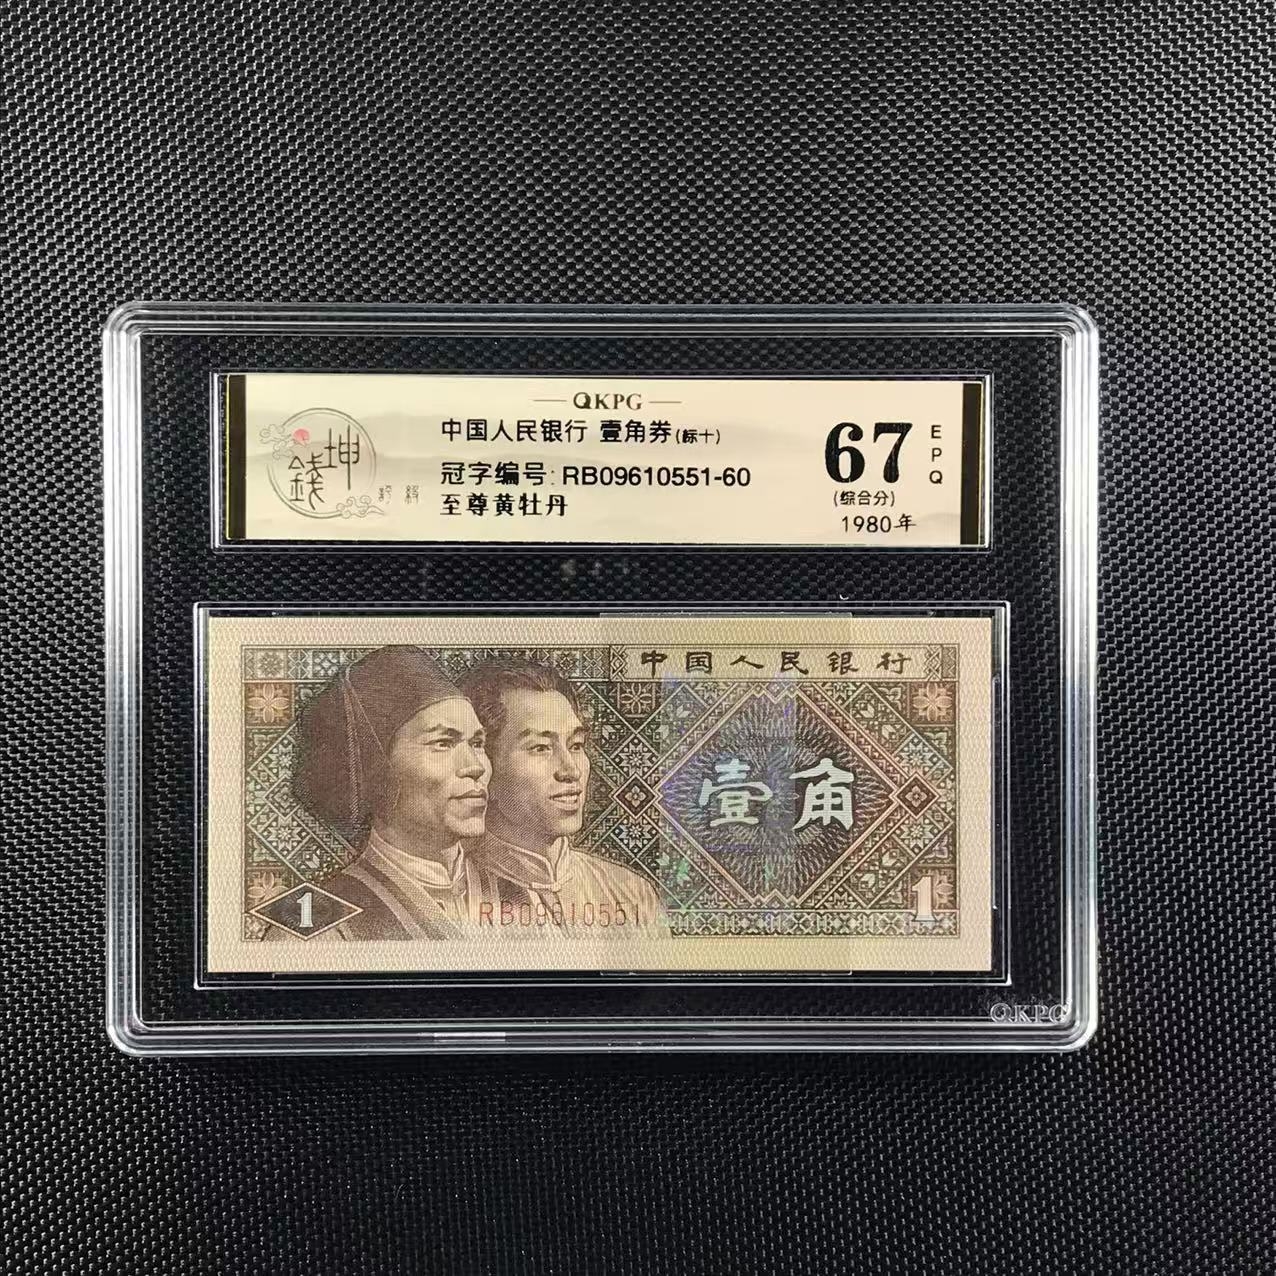 QKPG
中国人民银行 壹角券(标十)
冠字编号: RB09610551-60
至尊黄牡丹
67
EPQ
(综合分)
1980年
坤
錢
中国人民银行
壹角
1
RB09610551
1
QKPG